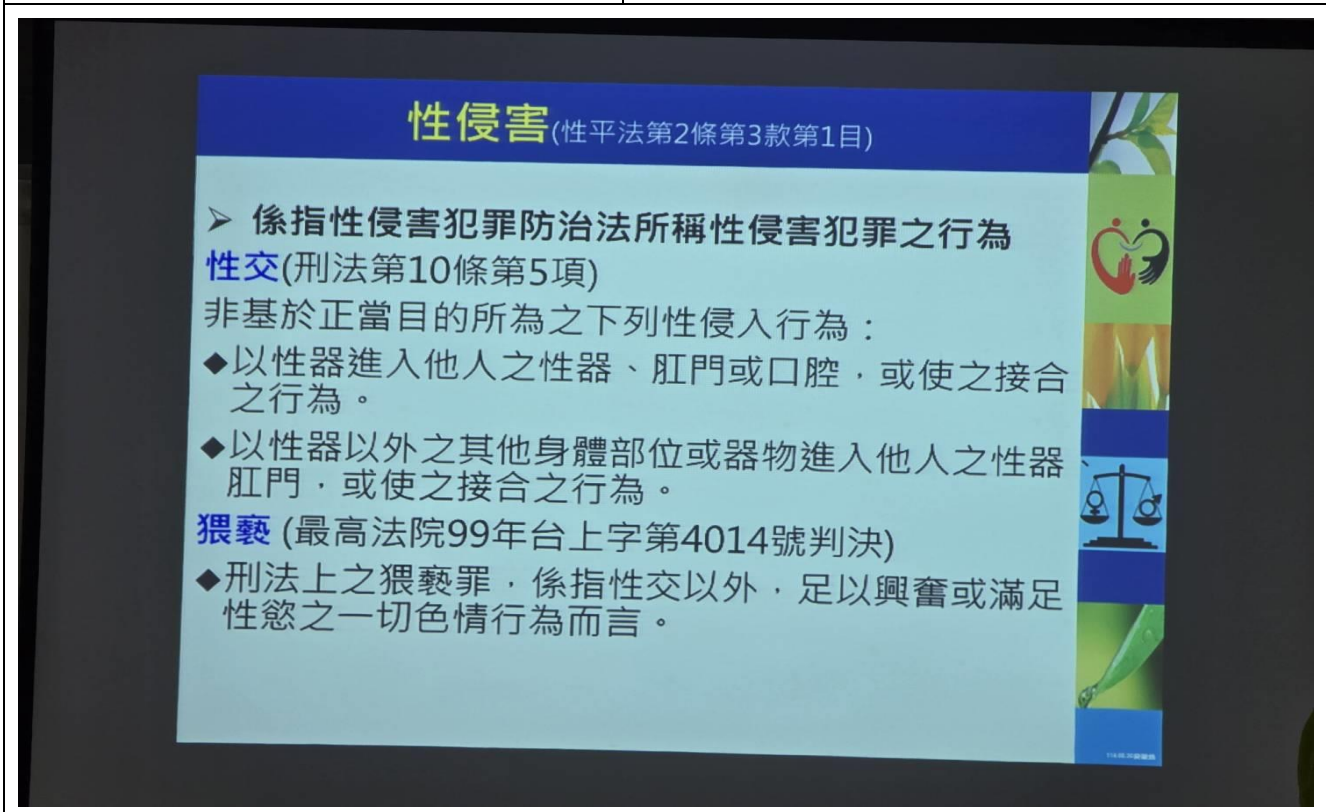 性侵害(性平法第2條第3款第1目)
➢ 係指性侵害犯罪防治法所稱性侵害犯罪之行為
性交(刑法第10條第5項)
非基於正當目的所為之下列性侵入行為：
◆以性器進入他人之性器、肛門或口腔，或使之接合
之行為。
◆以性器以外之其他身體部位或器物進入他人之性器、
肛門，或使之接合之行為。
猥褻 (最高法院99年台上字第4014號判決)
◆刑法上之猥褻罪，係指性交以外，足以興奮或滿足
性慾之一切色情行為而言。